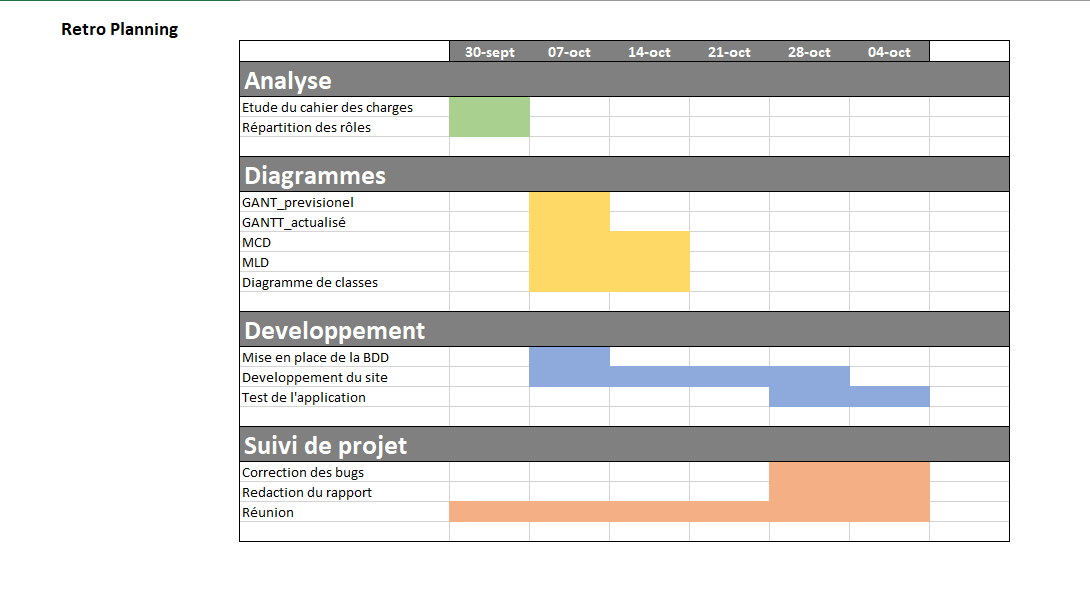 Retro Planning
30-sept 07-oct 14-oct 21-oct 28-oct 04-oct
Analyse
Etude du cahier des charges
Répartition des rôles
Diagrammes
GANT_previsionel
GANTT_actualisé
MCD
MLD
Diagramme de classes
Developpement
Mise en place de la BDD
Developpement du site
Test de l'application
Suivi de projet
Correction des bugs
Redaction du rapport
Réunion